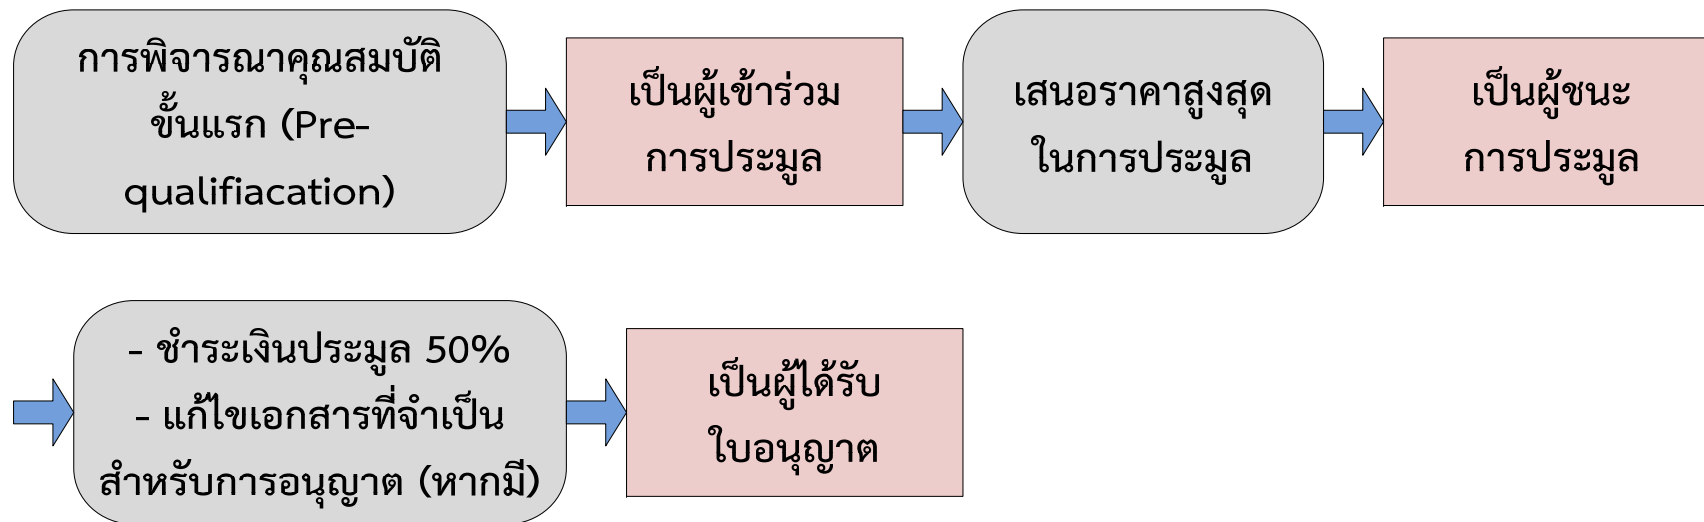 การพิจารณาคุณสมบัติ
ขั้นแรก (Pre-
qualifiacation)
เป็นผู้เข้าร่วม
การประมูล
เสนอราคาสูงสุด
ในการประมูล
เป็นผู้ชนะ
การประมูล
- ชำระเงินประมูล 50%
- แก้ไขเอกสารที่จำเป็น
สำหรับการอนุญาต (หากมี)
เป็นผู้ได้รับ
ใบอนุญาต